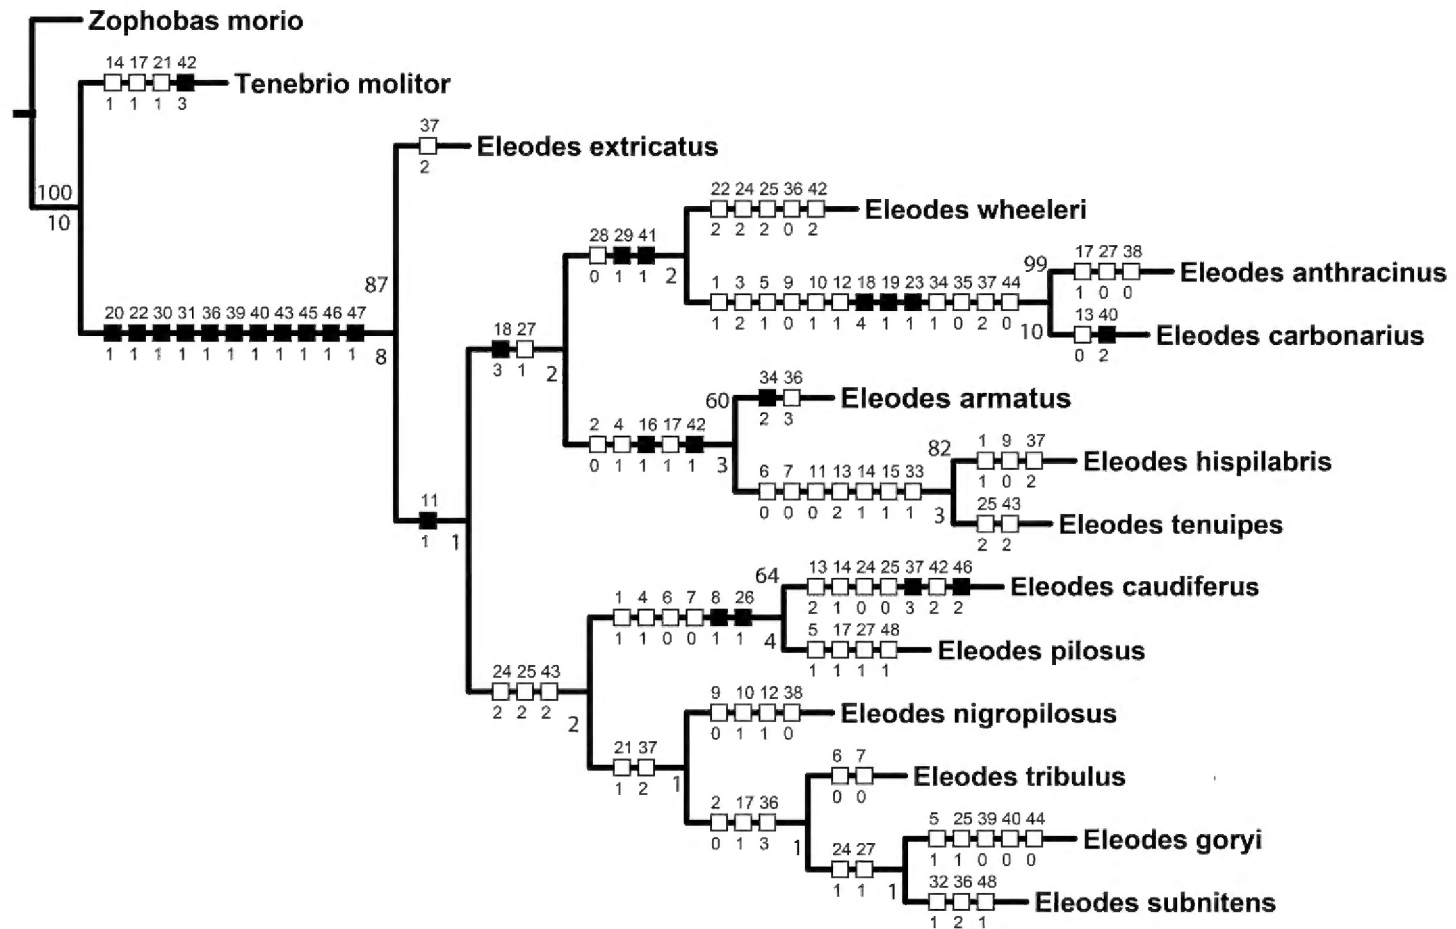 Zophobas morio
14 17 21 42
Tenebrio molitor
1 1 1 3
37
Eleodes extricatus
2
100
10
22 24 25 36 42
Eleodes wheeleri
2 2 2 0 2
28 29 41
0 1 1
2
17 27 38
99
Eleodes anthracinus
1 0 0
87
1 3 5 9 10 12 18 19 23 34 35 37 44
1 2 1 0 1 1 4 1 1 1 0 2 0
10
13 40
Eleodes carbonarius
0 2
20 22 30 31 36 39 40 43 45 46 47
1 1 1 1 1 1 1 1 1 1 1
8
18 27
3 1
2
34 36
60
Eleodes armatus
2 3
2 4 16 17 42
0 1 1 1 1
3
1 9 37
82
Eleodes hispilabris
1 0 2
6 7 11 13 14 15 33
0 0 0 2 1 1 1
3
25 43
Eleodes tenuipes
2 2
11
1
1
13 14 24 25 37 42 46
64
Eleodes caudiferus
2 1 0 0 3 2 2
1 4 6 7 8 26
1 1 0 0 1 1
4
5 17 27 48
Eleodes pilosus
1 1 1 1
24 25 43
2 2 2
2
9 10 12 38
Eleodes nigropilosus
0 1 1 0
21 37
1 2
1
6 7
Eleodes tribulus
0 0
2 17 36
0 1 3
1
5 25 39 40 44
Eleodes goryi
1 1 0 0 0
24 27
1 1
1
32 36 48
Eleodes subnitens
1 2 1